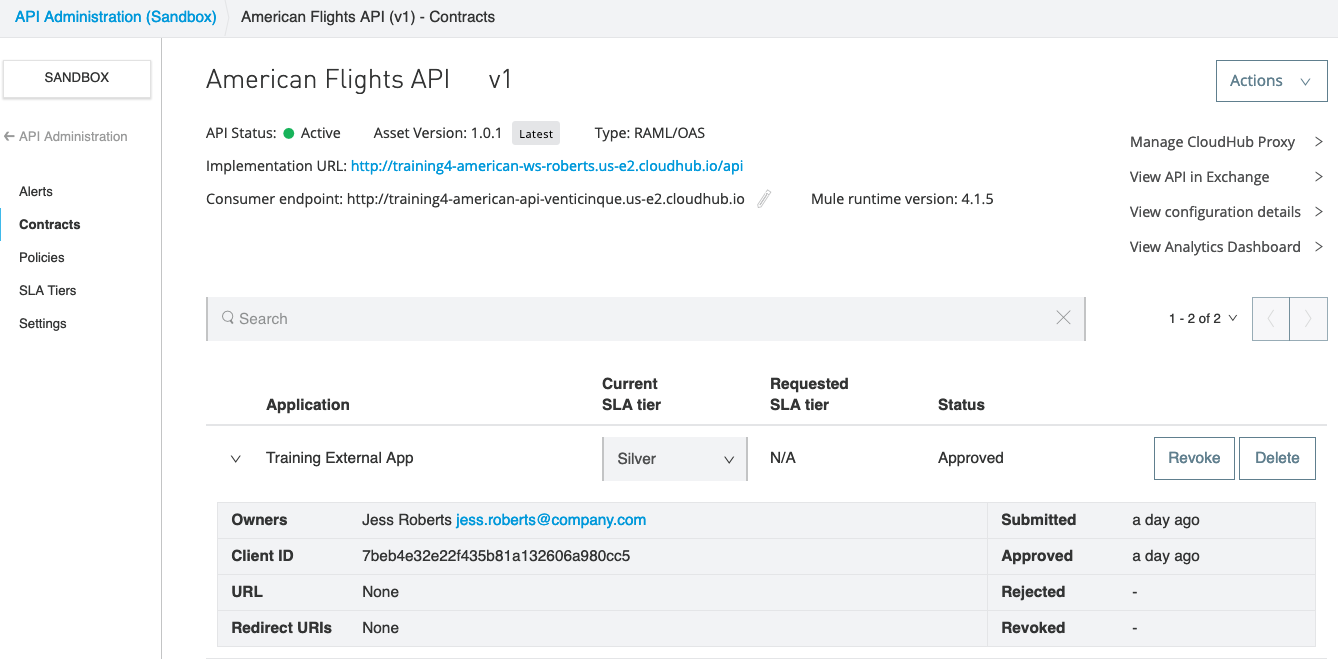 API Administration (Sandbox) American Flights API (v1) - Contracts
SANDBOX
API Administration
Alerts
Contracts
Policies
SLA Tiers
Settings
American Flights API v1
Actions
API Status: Active Asset Version: 1.0.1 Latest Type: RAML/OAS
Implementation URL: http://training4-american-ws-roberts.us-e2.cloudhub.io/api
Consumer endpoint: http://training4-american-api-venticinque.us-e2.cloudhub.io Mule runtime version: 4.1.5
Manage CloudHub Proxy
View API in Exchange
View configuration details
View Analytics Dashboard
Search
1 - 2 of 2
Application Current SLA tier Requested SLA tier Status
Training External App Silver N/A Approved Revoke Delete
Owners Jess Roberts jess.roberts@company.com Submitted a day ago
Client ID 7beb4e32e22f435b81a132606a980cc5 Approved a day ago
URL None Rejected -
Redirect URIs None Revoked -